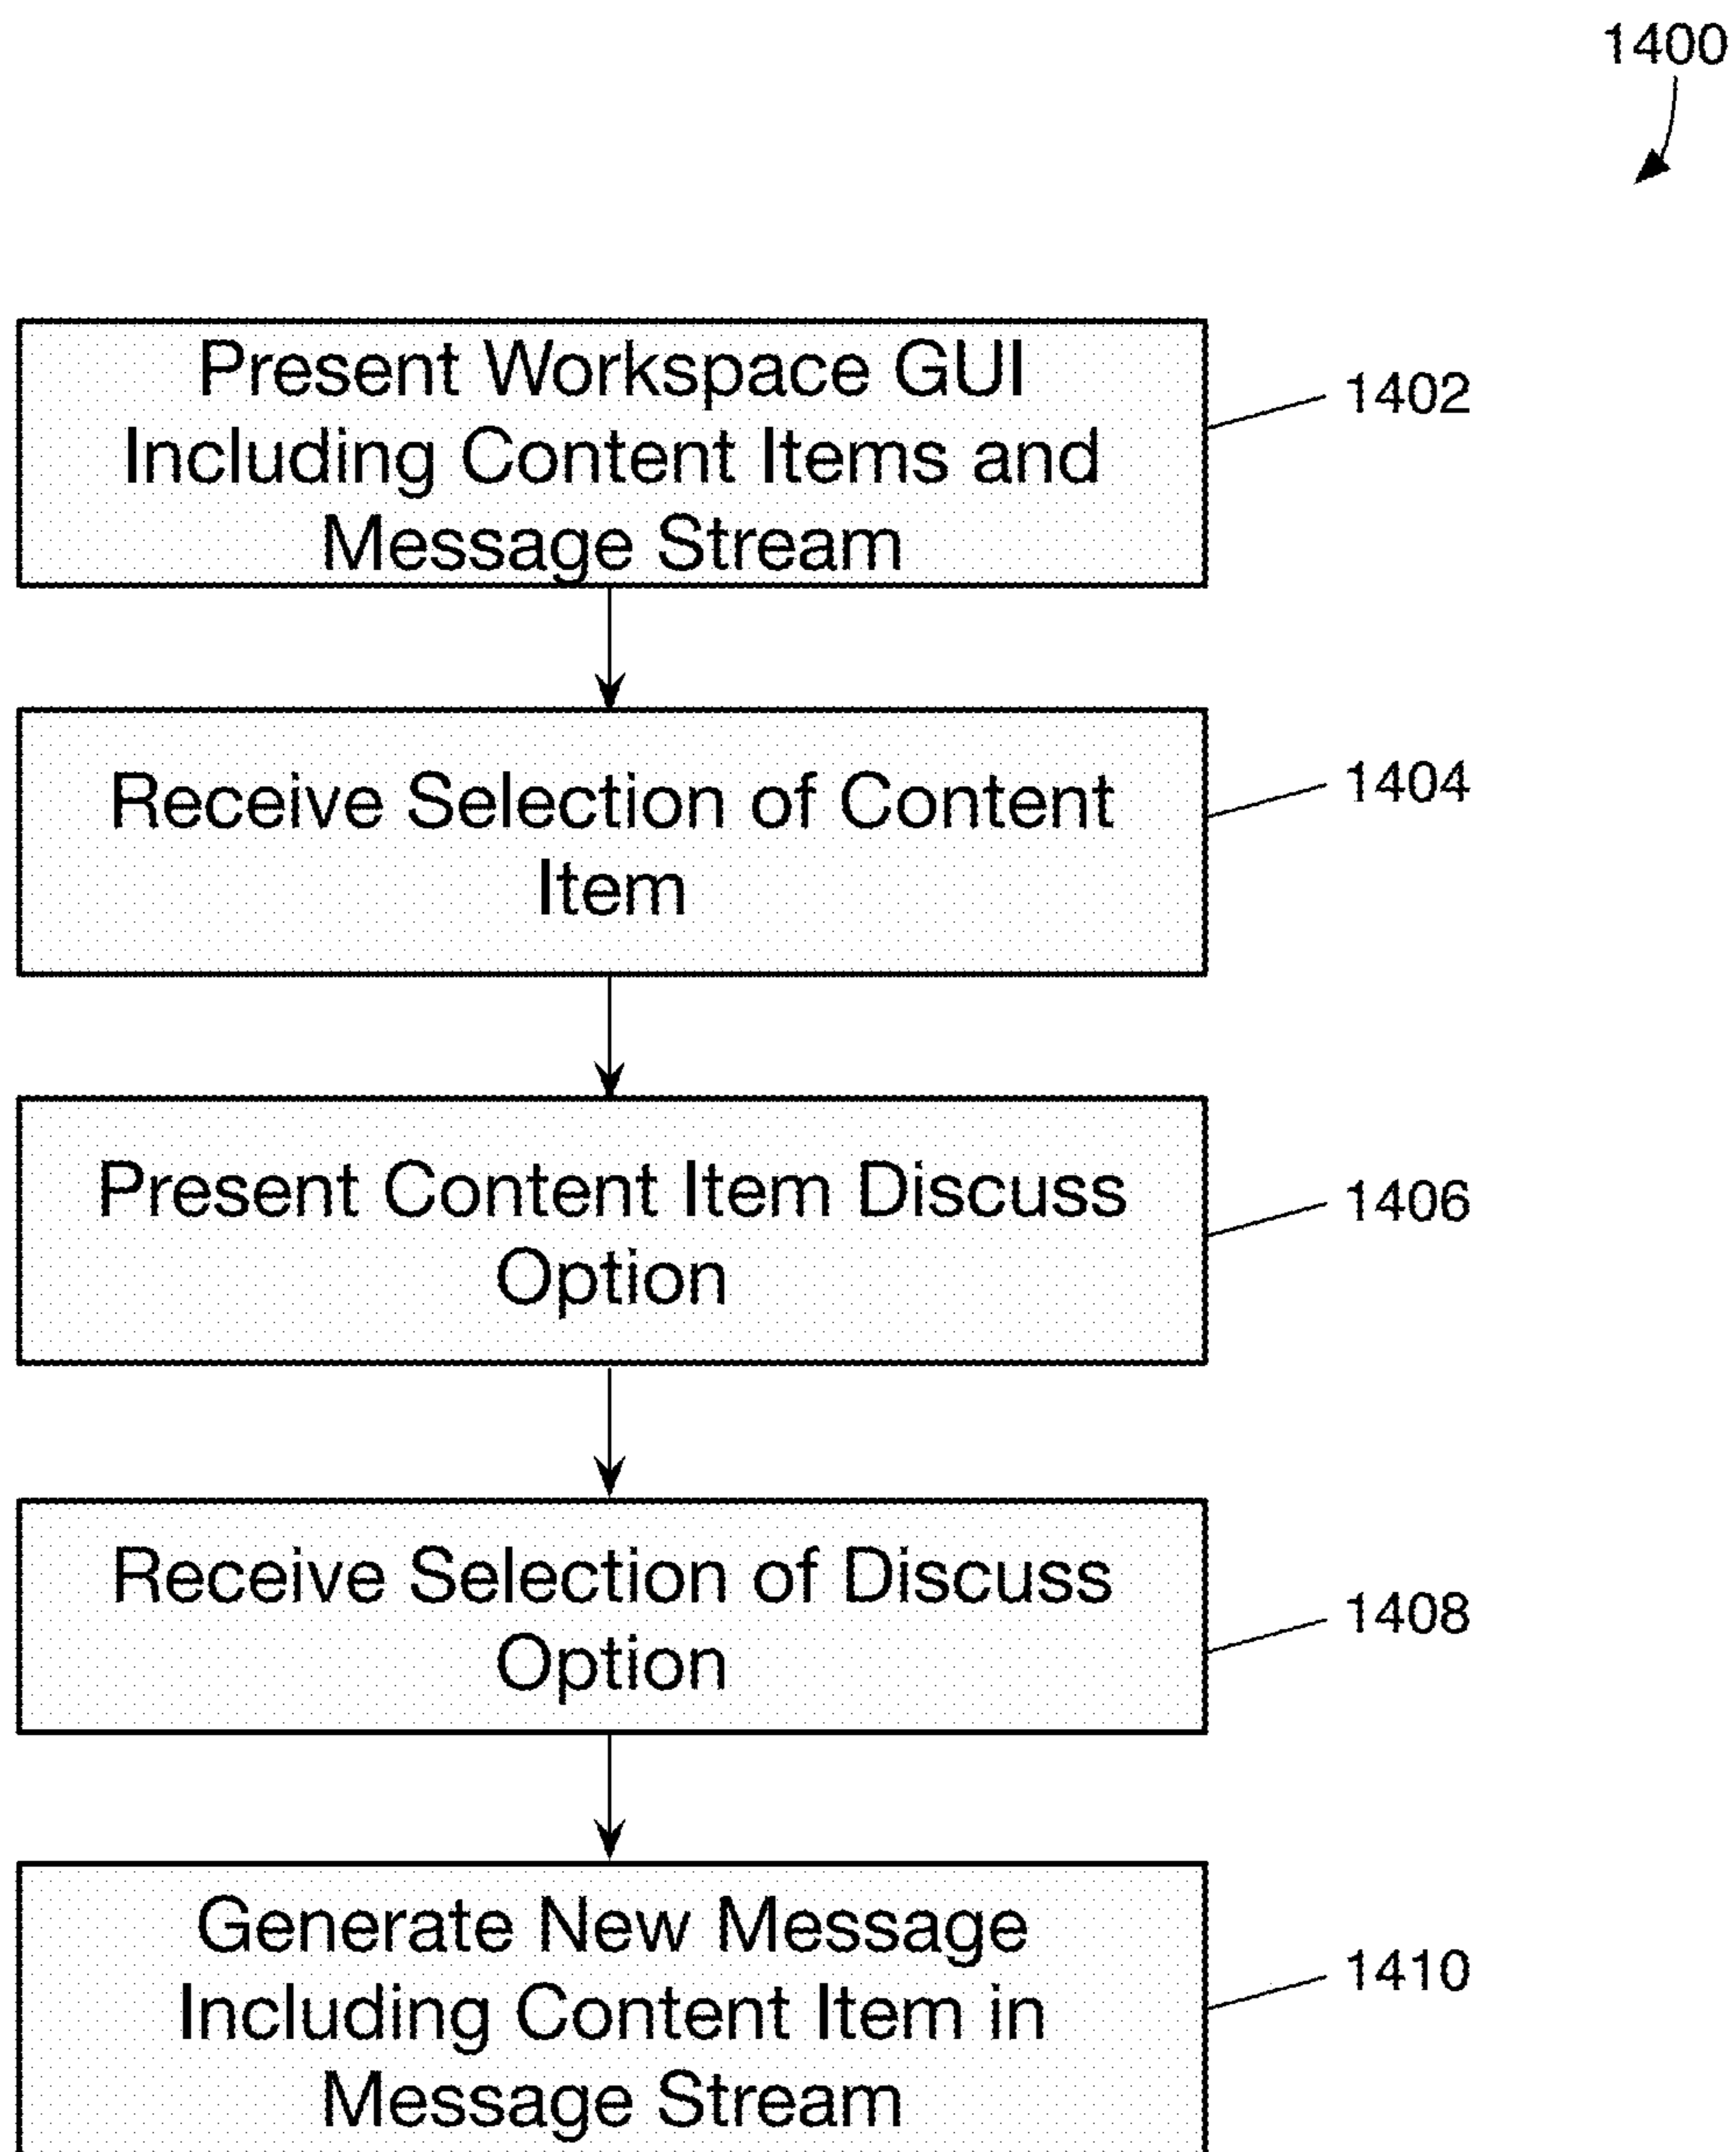 1400
Present Workspace GUI
Including Content Items and
Message Stream
1402
Receive Selection of Content
Item
1404
Present Content Item Discuss
Option
1406
Receive Selection of Discuss
Option
1408
Generate New Message
Including Content Item in
Message Stream
1410